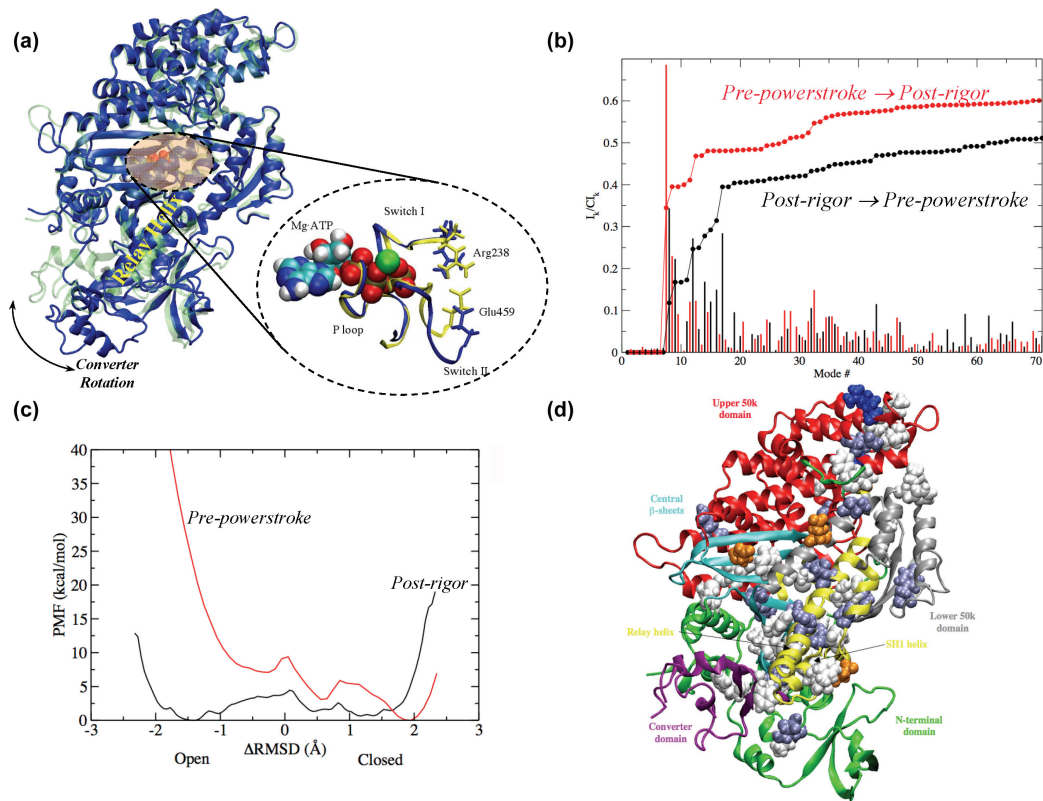 (a)
Relay Helix
Converter
Rotation
Mg·ATP
Switch I
Arg238
Glu459
P loop
Switch II
(b)
0.6
0.5
0.4
0.3
0.2
0.1
0
I_k/CI_k
Pre-powerstroke → Post-rigor
Post-rigor → Pre-powerstroke
1 10 20 30 40 50 60 70
Mode #
(c)
40
35
30
25
20
15
10
5
0
PMF (kcal/mol)
Pre-powerstroke
Post-rigor
-3 -2 -1 0 1 2 3
ΔRMSD (Å)
Open Closed
(d)
Upper 50k
domain
Central
β-sheets
Relay helix
Lower 50k
domain
SH1 helix
Converter
domain
N-terminal
domain